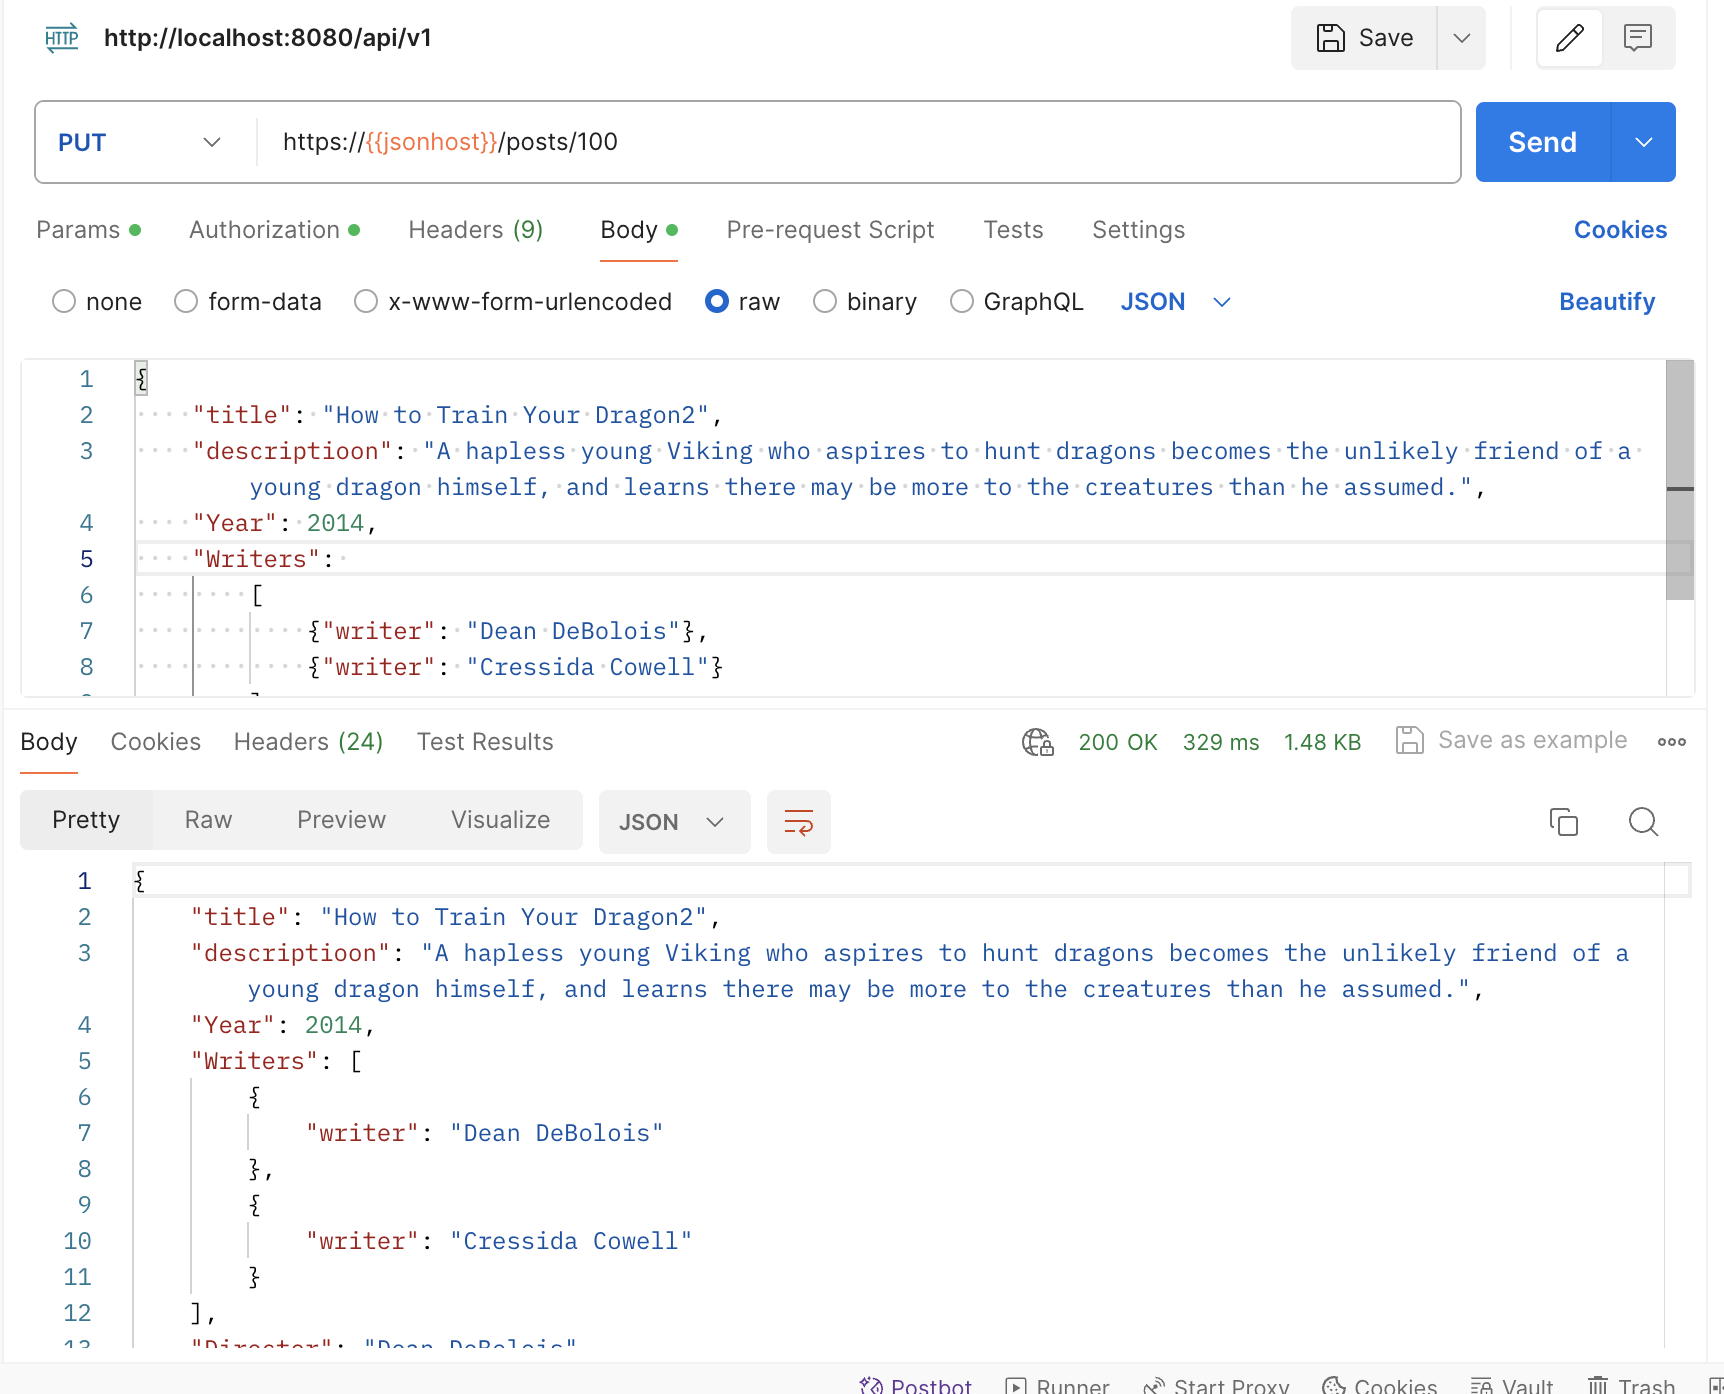 HTTP http://localhost:8080/api/v1 Save
PUT https://{{jsonhost}}/posts/100 Send
Params Authorization Headers (9) Body Pre-request Script Tests Settings Cookies
none form-data x-www-form-urlencoded raw binary GraphQL JSON Beautify
1 {
2 "title": "How to Train Your Dragon2",
3 "descriptioon": "A hapless young Viking who aspires to hunt dragons becomes the unlikely friend of a
young dragon himself, and learns there may be more to the creatures than he assumed.",
4 "Year": 2014,
5 "Writers":
6 [
7 {"writer": "Dean DeBolois"},
8 {"writer": "Cressida Cowell"}
Body Cookies Headers (24) Test Results 200 OK 329 ms 1.48 KB Save as example
Pretty Raw Preview Visualize JSON
1 {
2 "title": "How to Train Your Dragon2",
3 "descriptioon": "A hapless young Viking who aspires to hunt dragons becomes the unlikely friend of a
young dragon himself, and learns there may be more to the creatures than he assumed.",
4 "Year": 2014,
5 "Writers": [
6 {
7 "writer": "Dean DeBolois"
8 },
9 {
10 "writer": "Cressida Cowell"
11 }
12 ],
13 "Director": "Dean DeBolois"
Postbot Runner Start Proxy Cookies Vault Trash